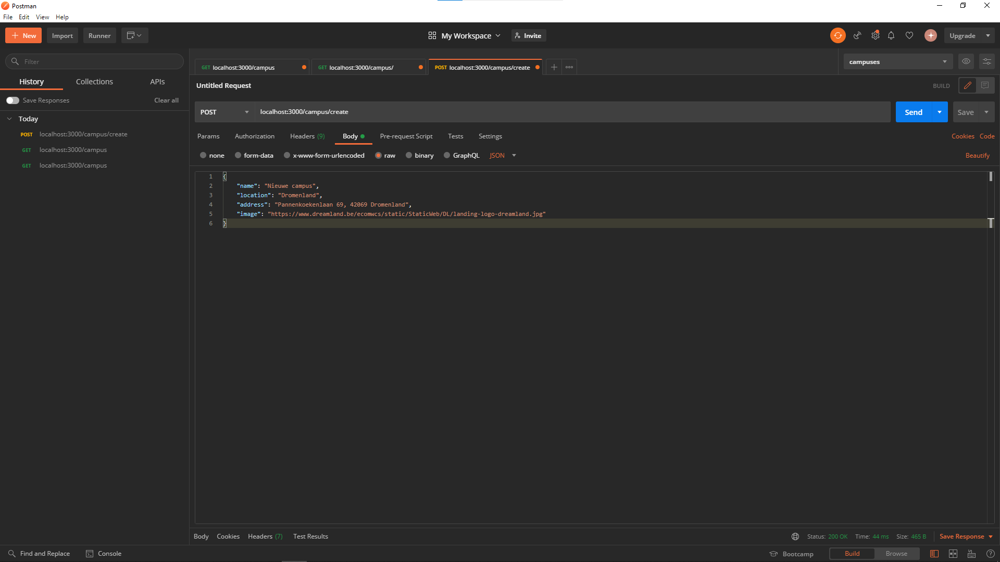 Postman
File Edit View Help
New Import Runner My Workspace Invite Upgrade
Filter
GET localhost:3000/campus GET localhost:3000/campus/ POST localhost:3000/campus/create campuses
History Collections APIs
Untitled Request BUILD
Save Responses Clear all
POST localhost:3000/campus/create Send Save
Today
POST localhost:3000/campus/create
GET localhost:3000/campus
GET localhost:3000/campus
Params Authorization Headers (9) Body Pre-request Script Tests Settings Cookies Code
none form-data x-www-form-urlencoded raw binary GraphQL JSON Beautify
1 {
2 "name": "Nieuwe campus",
3 "location": "Dromenland",
4 "address": "Pannenkoekenlaan 69, 42069 Dromenland",
5 "image": "https://www.dreamland.be/ecomwcs/static/StaticWeb/DL/landing-logo-dreamland.jpg"
6 }
Body Cookies Headers (7) Test Results Status: 200 OK Time: 44 ms Size: 465 B Save Response
Find and Replace Console Bootcamp Build Browse